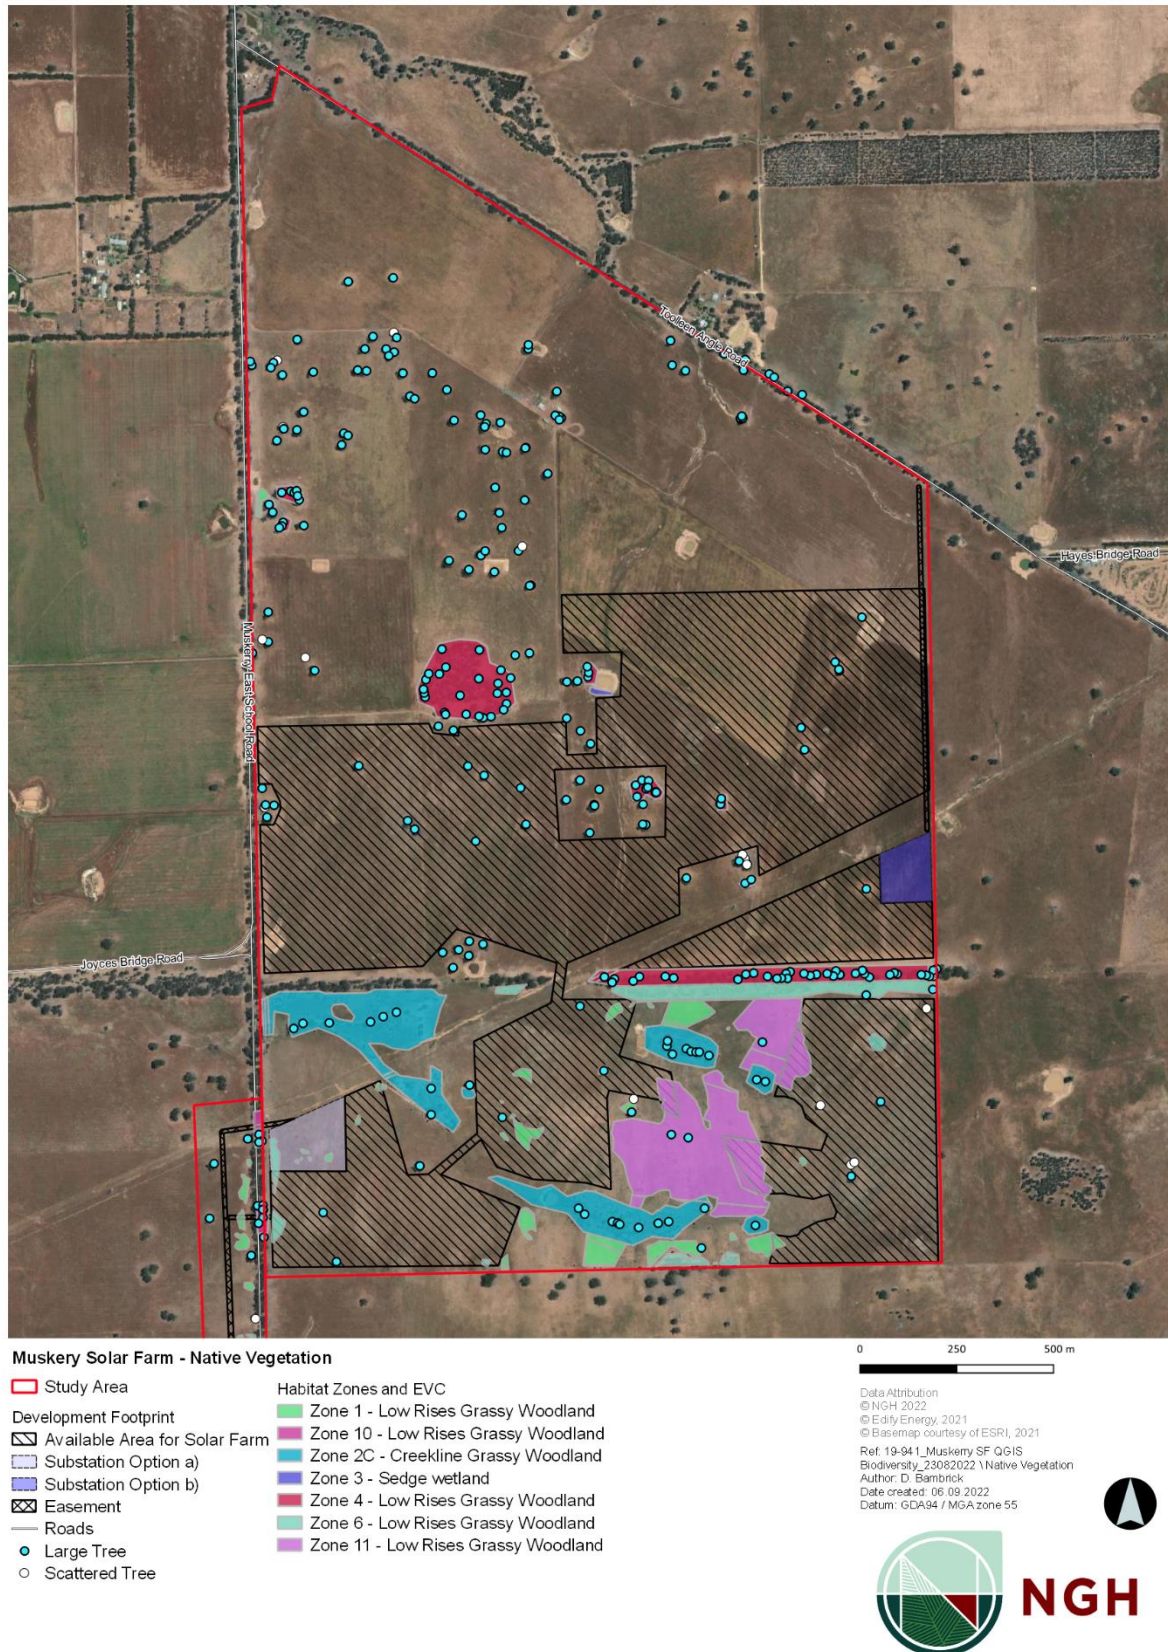 Toolleen Angle Road
Hayes Bridge Road
Muskerry East School Road
Joyces Bridge Road
Muskery Solar Farm - Native Vegetation
Study Area
Development Footprint
Available Area for Solar Farm
Substation Option a)
Substation Option b)
Easement
Roads
Large Tree
Scattered Tree
Habitat Zones and EVC
Zone 1 - Low Rises Grassy Woodland
Zone 10 - Low Rises Grassy Woodland
Zone 2C - Creekline Grassy Woodland
Zone 3 - Sedge wetland
Zone 4 - Low Rises Grassy Woodland
Zone 6 - Low Rises Grassy Woodland
Zone 11 - Low Rises Grassy Woodland
0 250 500 m
Data Attribution
© NGH 2022
© Edify Energy, 2021
© Basemap courtesy of ESRI, 2021
Ref: 19-941_Muskerry SF QGIS
Biodiversity_23082022 \ Native Vegetation
Author: D. Bambrick
Date created: 06.09.2022
Datum: GDA94 / MGA zone 55
NGH